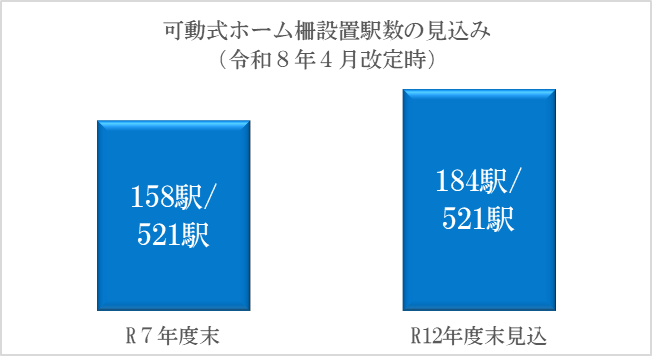 可動式ホーム柵設置駅数の見込み
（令和８年４月改定時）
158駅/
521駅
184駅/
521駅
R７年度末
R12年度末見込